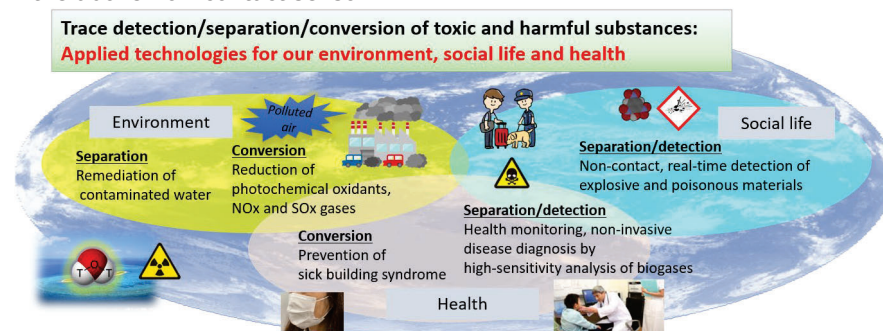 Trace detection/separation/conversion of toxic and harmful substances:
Applied technologies for our environment, social life and health
Environment
Polluted
air
Social life
Separation
Remediation of
contaminated water
Conversion
Reduction of
photochemical oxidants,
NOx and SOx gases
Separation/detection
Non-contact, real-time detection of
explosive and poisonous materials
Conversion
Prevention of
sick building syndrome
Separation/detection
Health monitoring, non-invasive
disease diagnosis by
high-sensitivity analysis of biogases
T O T
Health